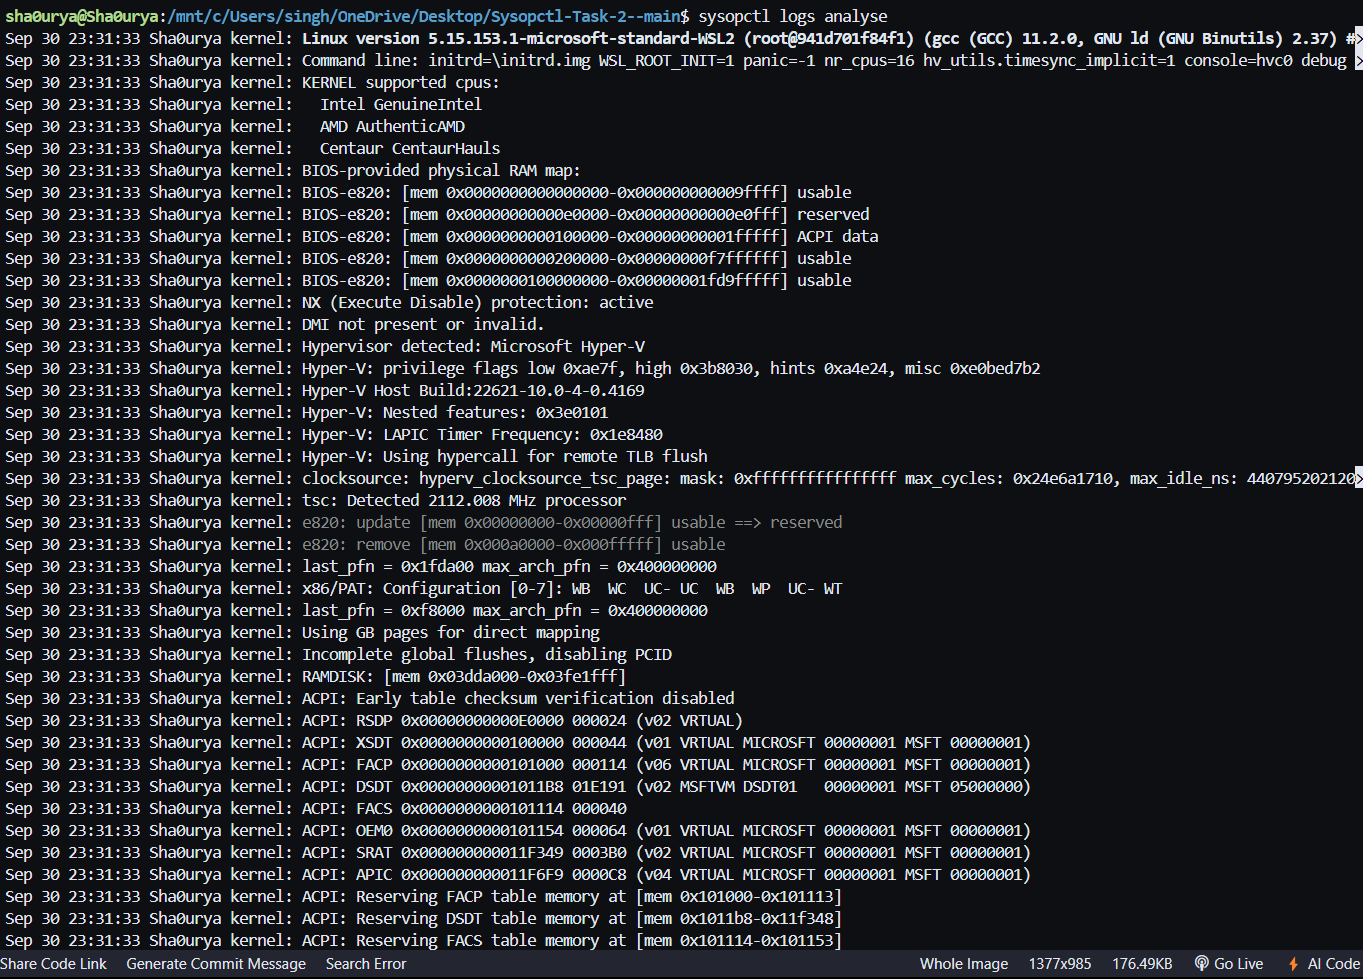 sha0urya@Sha0urya:/mnt/c/Users/singh/OneDrive/Desktop/Sysopctl-Task-2--main$ sysopctl logs analyse
Sep 30 23:31:33 Sha0urya kernel: Linux version 5.15.153.1-microsoft-standard-WSL2 (root@941d701f84f1) (gcc (GCC) 11.2.0, GNU ld (GNU Binutils) 2.37) #>
Sep 30 23:31:33 Sha0urya kernel: Command line: initrd=\initrd.img WSL_ROOT_INIT=1 panic=-1 nr_cpus=16 hv_utils.timesync_implicit=1 console=hvc0 debug >
Sep 30 23:31:33 Sha0urya kernel: KERNEL supported cpus:
Sep 30 23:31:33 Sha0urya kernel:   Intel GenuineIntel
Sep 30 23:31:33 Sha0urya kernel:   AMD AuthenticAMD
Sep 30 23:31:33 Sha0urya kernel:   Centaur CentaurHauls
Sep 30 23:31:33 Sha0urya kernel: BIOS-provided physical RAM map:
Sep 30 23:31:33 Sha0urya kernel: BIOS-e820: [mem 0x0000000000000000-0x000000000009ffff] usable
Sep 30 23:31:33 Sha0urya kernel: BIOS-e820: [mem 0x00000000000e0000-0x00000000000e0fff] reserved
Sep 30 23:31:33 Sha0urya kernel: BIOS-e820: [mem 0x0000000000100000-0x00000000001fffff] ACPI data
Sep 30 23:31:33 Sha0urya kernel: BIOS-e820: [mem 0x0000000000200000-0x00000000f7ffffff] usable
Sep 30 23:31:33 Sha0urya kernel: BIOS-e820: [mem 0x0000000100000000-0x00000001fd9fffff] usable
Sep 30 23:31:33 Sha0urya kernel: NX (Execute Disable) protection: active
Sep 30 23:31:33 Sha0urya kernel: DMI not present or invalid.
Sep 30 23:31:33 Sha0urya kernel: Hypervisor detected: Microsoft Hyper-V
Sep 30 23:31:33 Sha0urya kernel: Hyper-V: privilege flags low 0xae7f, high 0x3b8030, hints 0xa4e24, misc 0xe0bed7b2
Sep 30 23:31:33 Sha0urya kernel: Hyper-V Host Build:22621-10.0-4-0.4169
Sep 30 23:31:33 Sha0urya kernel: Hyper-V: Nested features: 0x3e0101
Sep 30 23:31:33 Sha0urya kernel: Hyper-V: LAPIC Timer Frequency: 0x1e8480
Sep 30 23:31:33 Sha0urya kernel: Hyper-V: Using hypercall for remote TLB flush
Sep 30 23:31:33 Sha0urya kernel: clocksource: hyperv_clocksource_tsc_page: mask: 0xffffffffffffffff max_cycles: 0x24e6a1710, max_idle_ns: 440795202120>
Sep 30 23:31:33 Sha0urya kernel: tsc: Detected 2112.008 MHz processor
Sep 30 23:31:33 Sha0urya kernel: e820: update [mem 0x00000000-0x00000fff] usable ==> reserved
Sep 30 23:31:33 Sha0urya kernel: e820: remove [mem 0x000a0000-0x000fffff] usable
Sep 30 23:31:33 Sha0urya kernel: last_pfn = 0x1fda00 max_arch_pfn = 0x400000000
Sep 30 23:31:33 Sha0urya kernel: x86/PAT: Configuration [0-7]: WB  WC  UC- UC  WB  WP  UC- WT
Sep 30 23:31:33 Sha0urya kernel: last_pfn = 0xf8000 max_arch_pfn = 0x400000000
Sep 30 23:31:33 Sha0urya kernel: Using GB pages for direct mapping
Sep 30 23:31:33 Sha0urya kernel: Incomplete global flushes, disabling PCID
Sep 30 23:31:33 Sha0urya kernel: RAMDISK: [mem 0x03dda000-0x03fe1fff]
Sep 30 23:31:33 Sha0urya kernel: ACPI: Early table checksum verification disabled
Sep 30 23:31:33 Sha0urya kernel: ACPI: RSDP 0x00000000000E0000 000024 (v02 VRTUAL)
Sep 30 23:31:33 Sha0urya kernel: ACPI: XSDT 0x0000000000100000 000044 (v01 VRTUAL MICROSFT 00000001 MSFT 00000001)
Sep 30 23:31:33 Sha0urya kernel: ACPI: FACP 0x0000000000101000 000114 (v06 VRTUAL MICROSFT 00000001 MSFT 00000001)
Sep 30 23:31:33 Sha0urya kernel: ACPI: DSDT 0x00000000001011B8 01E191 (v02 MSFTVM DSDT01   00000001 MSFT 05000000)
Sep 30 23:31:33 Sha0urya kernel: ACPI: FACS 0x0000000000101114 000040
Sep 30 23:31:33 Sha0urya kernel: ACPI: OEM0 0x0000000000101154 000064 (v01 VRTUAL MICROSFT 00000001 MSFT 00000001)
Sep 30 23:31:33 Sha0urya kernel: ACPI: SRAT 0x000000000011F349 0003B0 (v02 VRTUAL MICROSFT 00000001 MSFT 00000001)
Sep 30 23:31:33 Sha0urya kernel: ACPI: APIC 0x000000000011F6F9 0000C8 (v04 VRTUAL MICROSFT 00000001 MSFT 00000001)
Sep 30 23:31:33 Sha0urya kernel: ACPI: Reserving FACP table memory at [mem 0x101000-0x101113]
Sep 30 23:31:33 Sha0urya kernel: ACPI: Reserving DSDT table memory at [mem 0x1011b8-0x11f348]
Sep 30 23:31:33 Sha0urya kernel: ACPI: Reserving FACS table memory at [mem 0x101114-0x101153]
Share Code Link Generate Commit Message Search Error Whole Image 1377x985 176.49KB Go Live AI Code